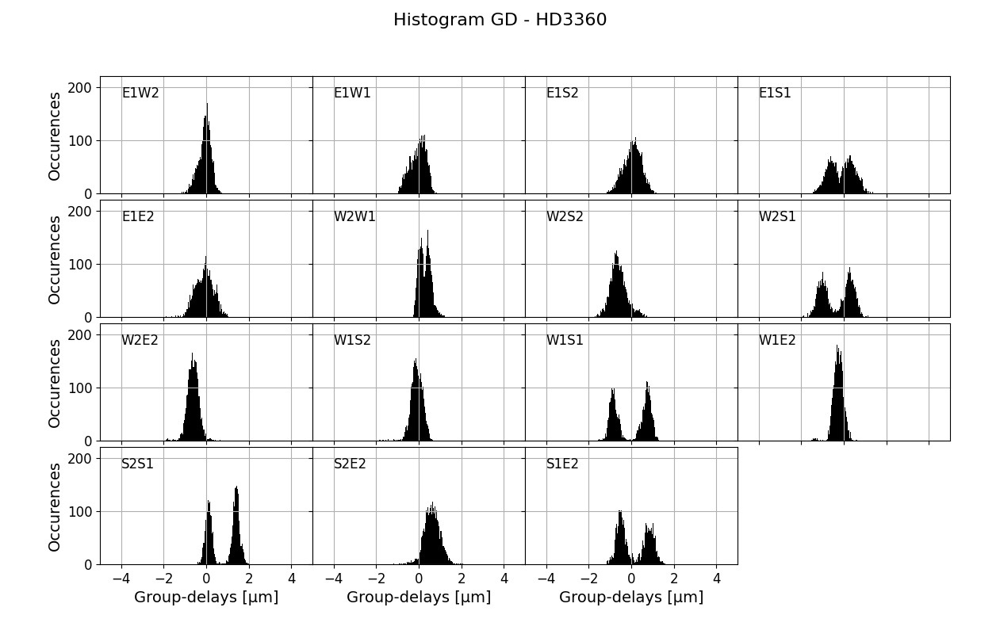 Histogram GD - HD3360
Occurences
200
100
0
E1W2
E1W1
E1S2
E1S1
Occurences
200
100
0
E1E2
W2W1
W2S2
W2S1
Occurences
200
100
0
W2E2
W1S2
W1S1
W1E2
Occurences
200
100
0
S2S1
S2E2
S1E2
−4 −2 0 2 4
−4 −2 0 2 4
−4 −2 0 2 4
Group-delays [µm]
Group-delays [µm]
Group-delays [µm]